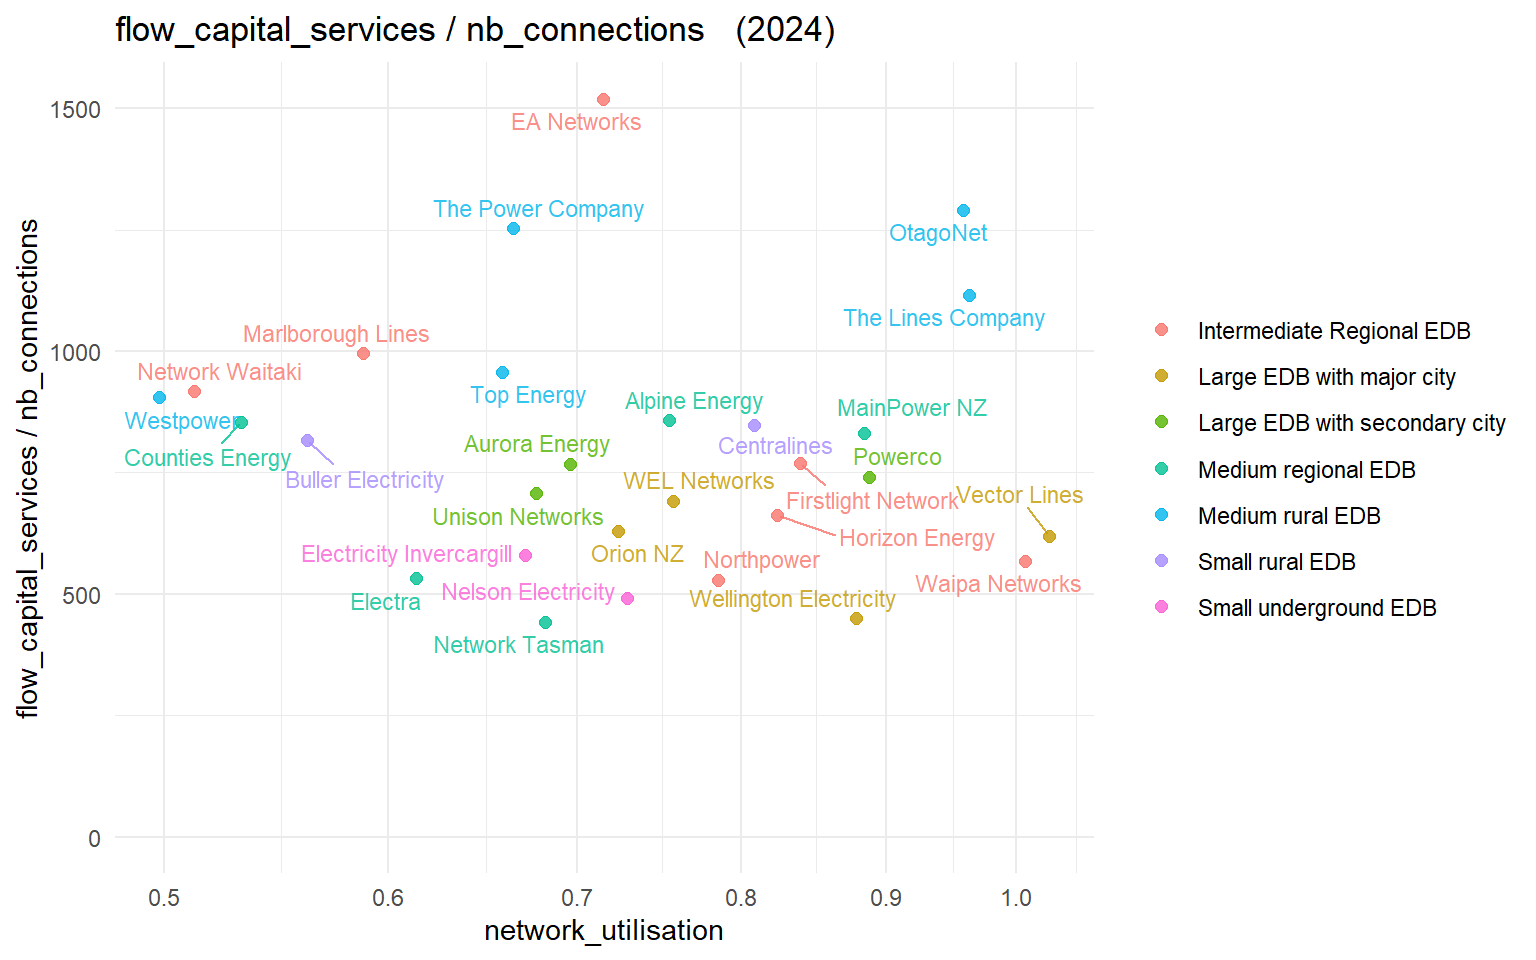 flow_capital_services / nb_connections (2024)
flow_capital_services / nb_connections
1500
1000
500
0
EA Networks
The Power Company
OtagoNet
The Lines Company
Marlborough Lines
Network Waitaki
Top Energy
Alpine Energy
MainPower NZ
Westpower
Counties Energy
Aurora Energy
Centralines
Powerco
Buller Electricity
WEL Networks
Firstlight Network
Vector Lines
Unison Networks
Horizon Energy
Electricity Invercargill
Orion NZ
Northpower
Waipa Networks
Electra
Nelson Electricity
Wellington Electricity
Network Tasman
0.5
0.6
0.7
0.8
0.9
1.0
network_utilisation
Intermediate Regional EDB
Large EDB with major city
Large EDB with secondary city
Medium regional EDB
Medium rural EDB
Small rural EDB
Small underground EDB